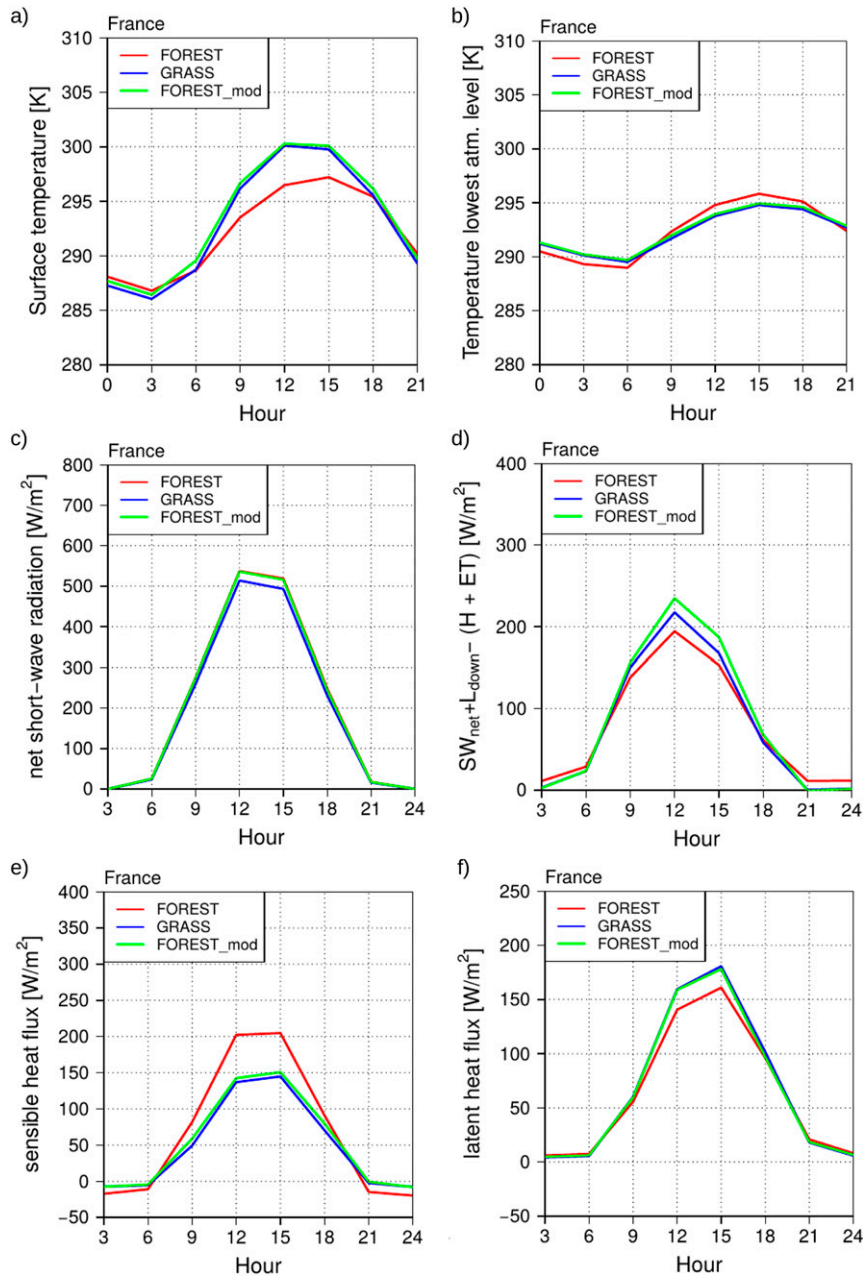 a)
France
Surface temperature [K]
310
305
300
295
290
285
280
FOREST
GRASS
FOREST_mod
0 3 6 9 12 15 18 21
Hour
b)
France
Temperature lowest atm. level [K]
310
305
300
295
290
285
280
FOREST
GRASS
FOREST_mod
0 3 6 9 12 15 18 21
Hour
c)
France
net short−wave radiation [W/m²]
800
700
600
500
400
300
200
100
0
FOREST
GRASS
FOREST_mod
3 6 9 12 15 18 21 24
Hour
d)
France
SWnet+Ldown− (H + ET) [W/m²]
400
300
200
100
0
FOREST
GRASS
FOREST_mod
3 6 9 12 15 18 21 24
Hour
e)
France
sensible heat flux [W/m²]
400
350
300
250
200
150
100
50
0
−50
FOREST
GRASS
FOREST_mod
3 6 9 12 15 18 21 24
Hour
f)
France
latent heat flux [W/m²]
250
200
150
100
50
0
−50
FOREST
GRASS
FOREST_mod
3 6 9 12 15 18 21 24
Hour